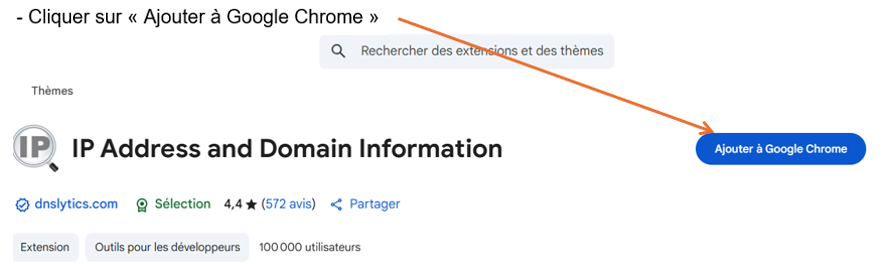 - Cliquer sur « Ajouter à Google Chrome »
Rechercher des extensions et des thèmes
Thèmes
IP
IP Address and Domain Information
Ajouter à Google Chrome
dnslytics.com Sélection 4,4 ★ (572 avis) Partager
Extension Outils pour les développeurs 100 000 utilisateurs